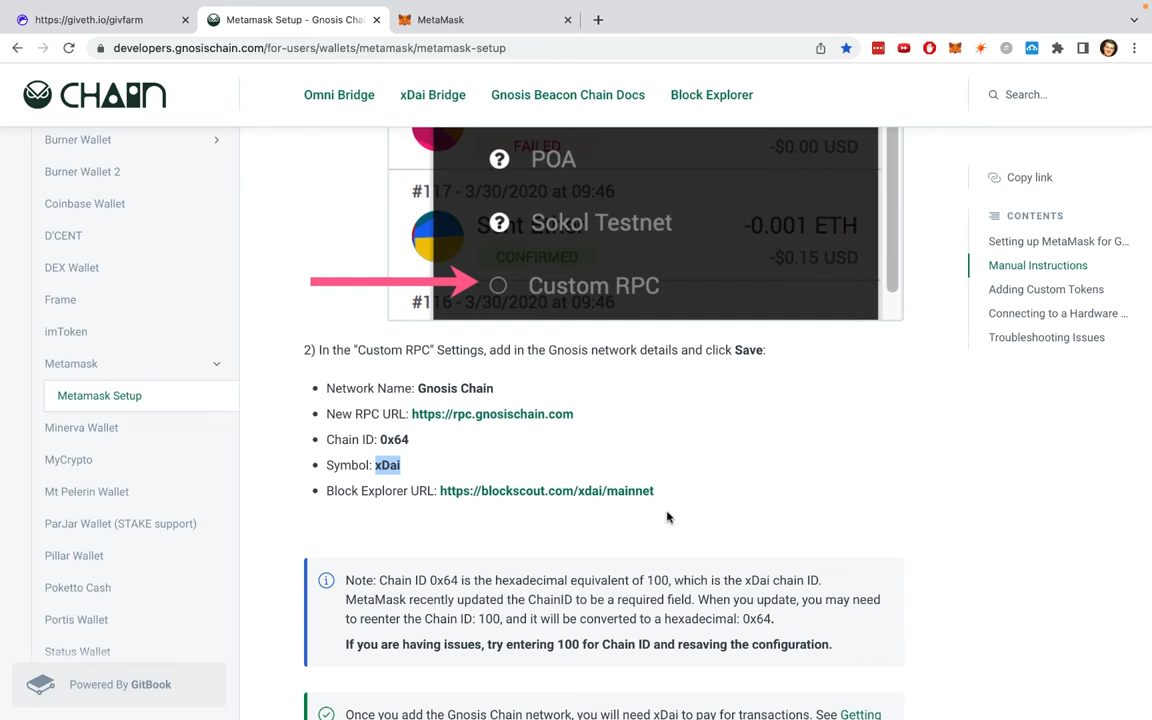 https://giveth.io/givfarm
Metamask Setup - Gnosis Chai
MetaMask
developers.gnosischain.com/for-users/wallets/metamask/metamask-setup
CHAIN
Omni Bridge
xDai Bridge
Gnosis Beacon Chain Docs
Block Explorer
Search...
Burner Wallet
Burner Wallet 2
Coinbase Wallet
D'CENT
DEX Wallet
Frame
imToken
Metamask
Metamask Setup
Minerva Wallet
MyCrypto
Mt Pelerin Wallet
ParJar Wallet (STAKE support)
Pillar Wallet
Poketto Cash
Portis Wallet
Status Wallet
Powered By GitBook
FAILED
-$0.00 USD
POA
#117 - 3/30/2020 at 09:46
Sokol Testnet
-0.001 ETH
CONFIRMED
-$0.15 USD
Custom RPC
#116 - 3/30/2020 at 09:46
2) In the "Custom RPC" Settings, add in the Gnosis network details and click Save:
• Network Name: Gnosis Chain
• New RPC URL: https://rpc.gnosischain.com
• Chain ID: 0x64
• Symbol: xDai
• Block Explorer URL: https://blockscout.com/xdai/mainnet
Note: Chain ID 0x64 is the hexadecimal equivalent of 100, which is the xDai chain ID.
MetaMask recently updated the ChainID to be a required field. When you update, you may need
to reenter the Chain ID: 100, and it will be converted to a hexadecimal: 0x64.
If you are having issues, try entering 100 for Chain ID and resaving the configuration.
Once you add the Gnosis Chain network, you will need xDai to pay for transactions. See Getting
Copy link
CONTENTS
Setting up MetaMask for G...
Manual Instructions
Adding Custom Tokens
Connecting to a Hardware ...
Troubleshooting Issues